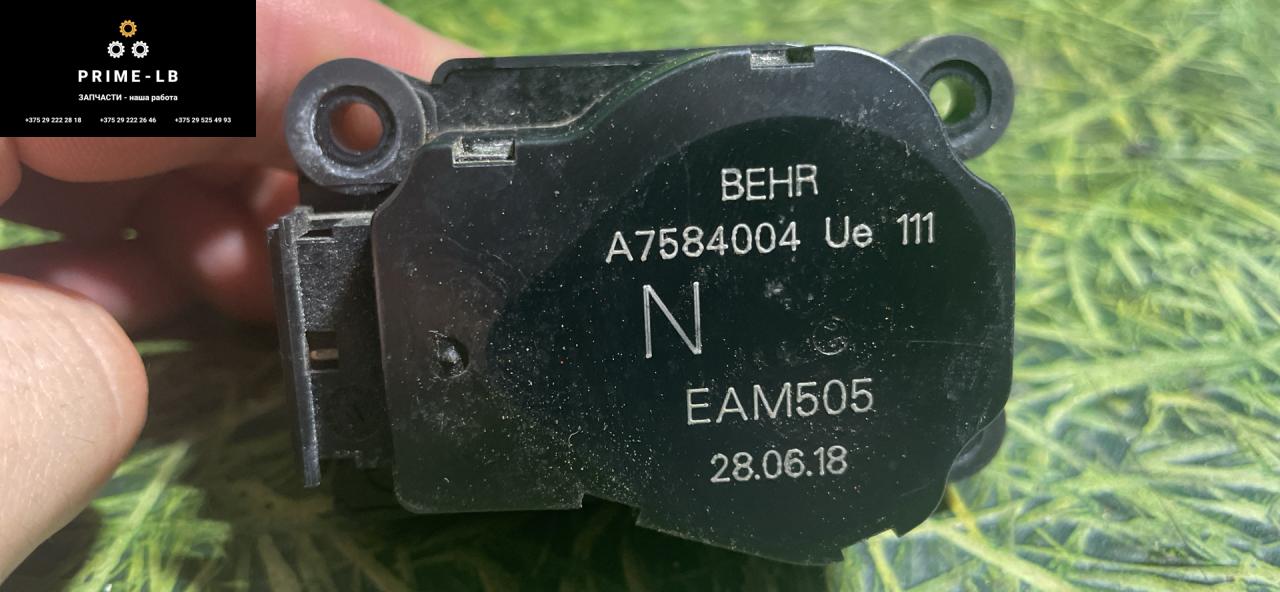 PRIME-LB
ЗАПЧАСТИ - наша работа
+375 29 222 28 18 +375 29 222 26 46 +375 29 525 49 93
BEHR
A7584004 Ue 111
N
EAM505
28.06.18